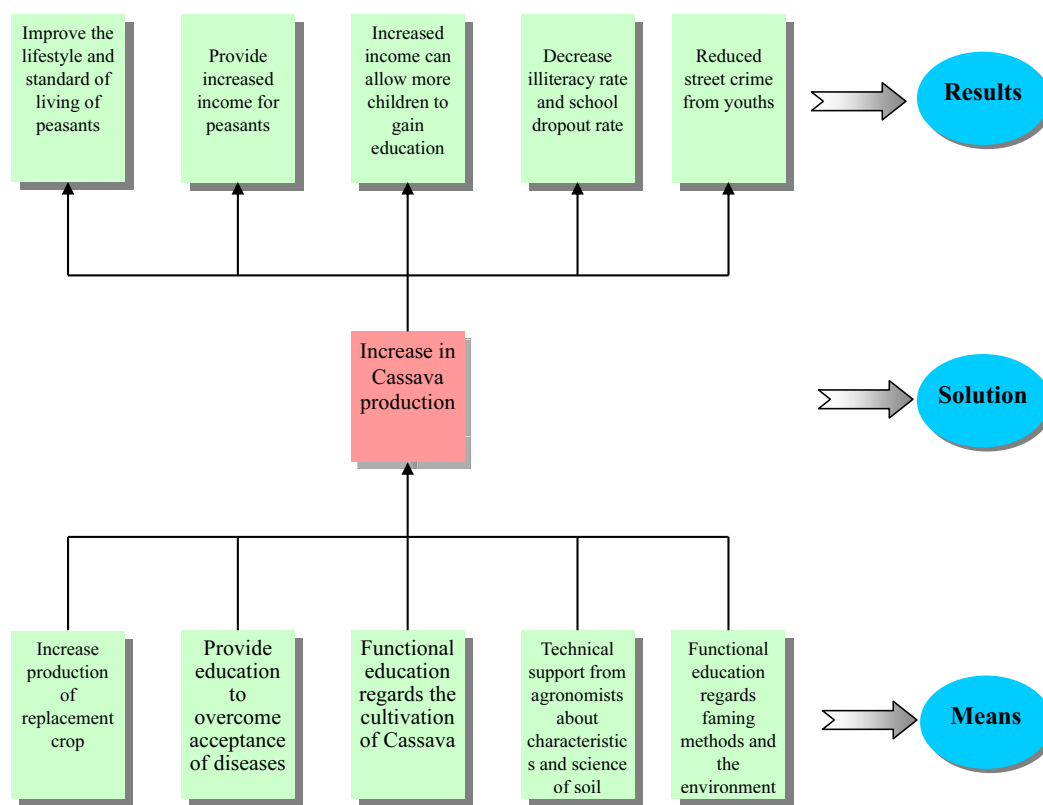 Improve the
lifestyle and
standard of
living of
peasants
Provide
increased
income for
peasants
Increased
income can
allow more
children to
gain
education
Decrease
illiteracy rate
and school
dropout rate
Reduced
street crime
from youths
Results
Increase in
Cassava
production
Solution
Increase
production
of
replacement
crop
Provide
education
to
overcome
acceptance
of diseases
Functional
education
regards the
cultivation
of Cassava
Technical
support from
agronomists
about
characteristic
s and science
of soil
Functional
education
regards
faming
methods and
the
environment
Means